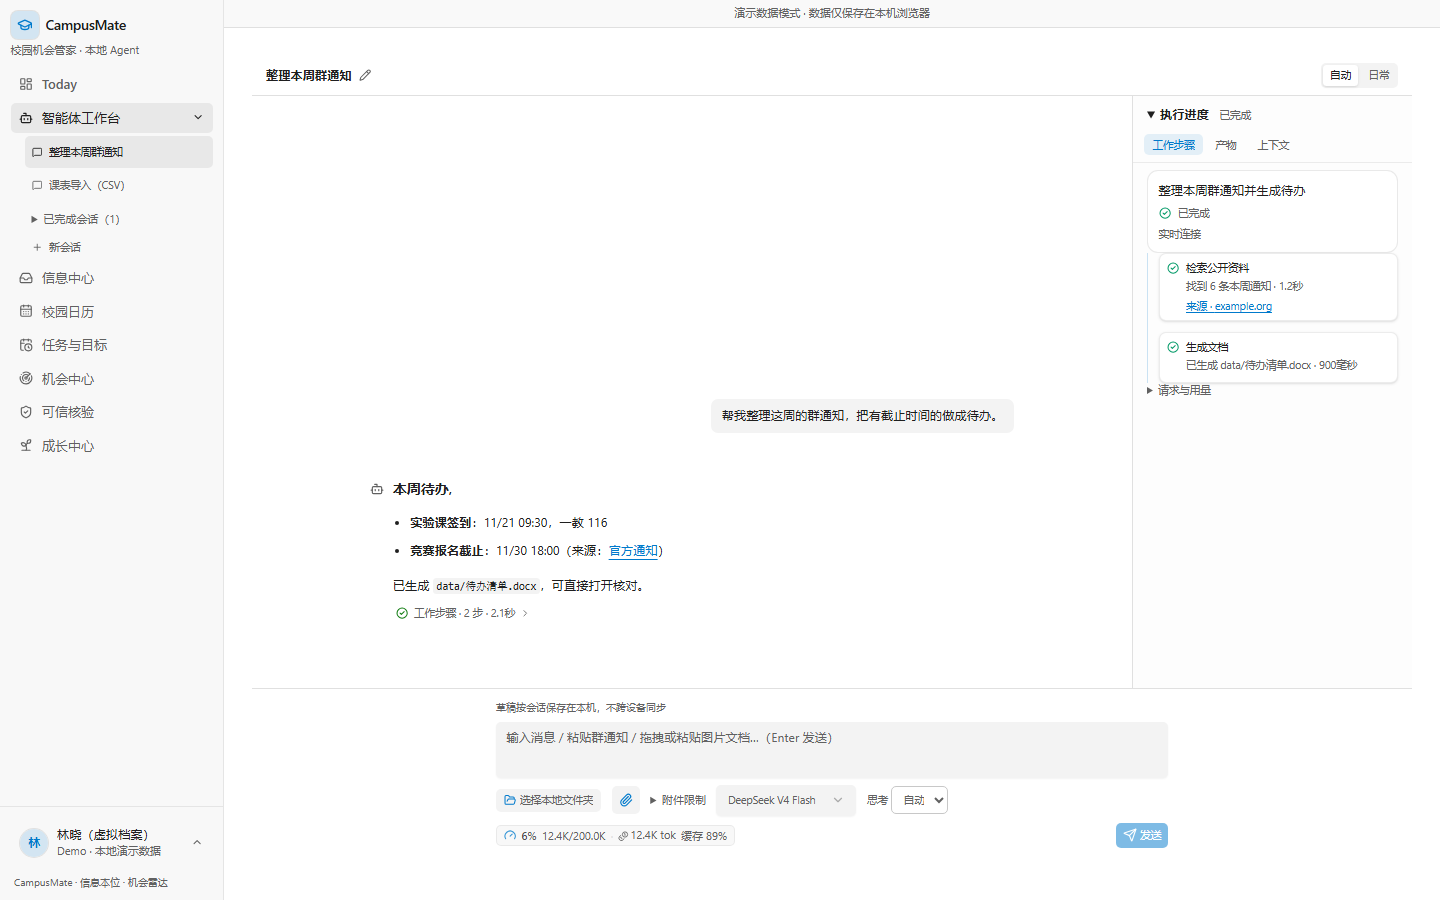 演示数据模式 · 数据仅保存在本机浏览器
CampusMate
校园机会管家 · 本地 Agent
Today
智能体工作台
整理本周群通知
课表导入（CSV）
已完成会话（1）
新会话
信息中心
校园日历
任务与目标
机会中心
可信核验
成长中心
林
林晓（虚拟档案）
Demo · 本地演示数据
CampusMate · 信息本位 · 机会雷达
整理本周群通知
自动
日常
帮我整理这周的群通知，把有截止时间的做成待办。
本周待办,
• 实验课签到：11/21 09:30，一教 116
• 竞赛报名截止：11/30 18:00（来源：官方通知）
已生成 data/待办清单.docx，可直接打开核对。
工作步骤 · 2 步 · 2.1秒
执行进度 已完成
工作步骤 产物 上下文
整理本周群通知并生成待办
已完成
实时连接
检索公开资料
找到 6 条本周通知 · 1.2秒
来源 · example.org
生成文档
已生成 data/待办清单.docx · 900毫秒
请求与用量
草稿按会话保存在本机，不跨设备同步
输入消息 / 粘贴群通知 / 拖拽或粘贴图片文档...（Enter 发送）
选择本地文件夹
附件限制
DeepSeek V4 Flash
思考 自动
6% 12.4K/200.0K · 12.4K tok 缓存 89%
发送